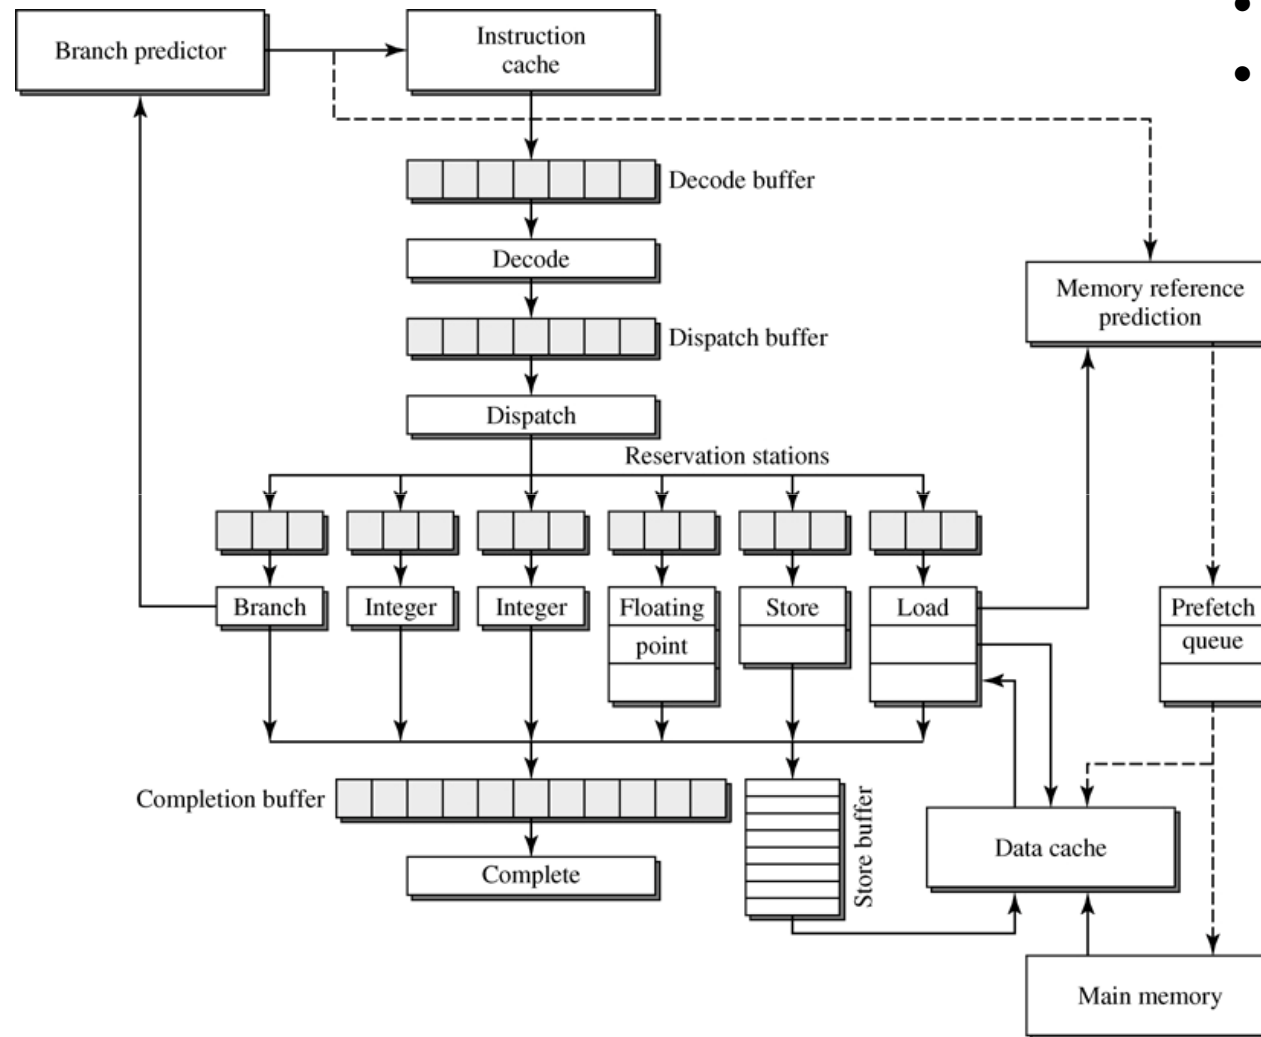 •
•
Branch predictor
Instruction
cache
Decode buffer
Decode
Memory reference
prediction
Dispatch buffer
Dispatch
Reservation stations
Branch
Integer
Integer
Floating
point
Store
Load
Prefetch
queue
Completion buffer
Store buffer
Data cache
Complete
Main memory